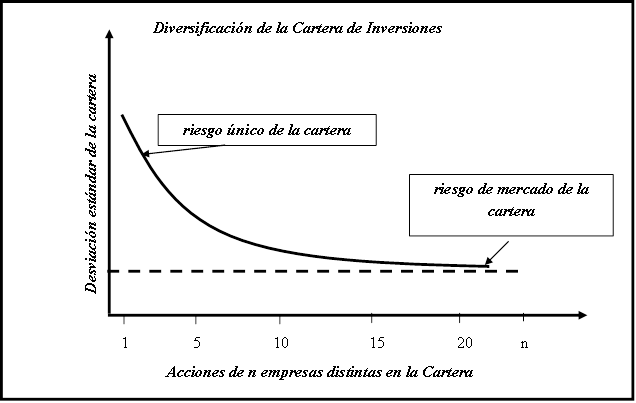 Diversificación de la Cartera de Inversiones
Desviación estándar de la cartera
riesgo único de la cartera
riesgo de mercado de la
cartera
1 5 10 15 20 n
Acciones de n empresas distintas en la Cartera